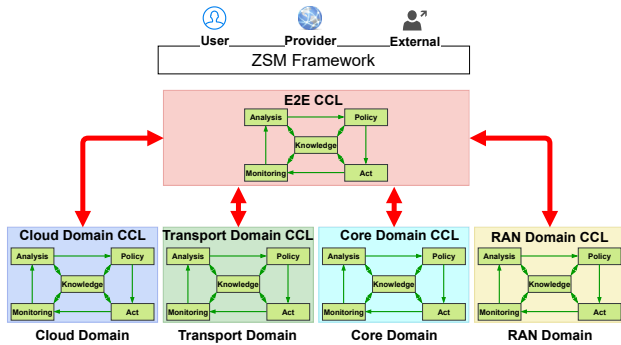 User Provider External
ZSM Framework
E2E CCL
Analysis Policy
Knowledge
Monitoring Act
Cloud Domain CCL Transport Domain CCL Core Domain CCL RAN Domain CCL
Analysis Policy Analysis Policy Analysis Policy Analysis Policy
Knowledge Knowledge Knowledge Knowledge
Monitoring Act Monitoring Act Monitoring Act Monitoring Act
Cloud Domain Transport Domain Core Domain RAN Domain